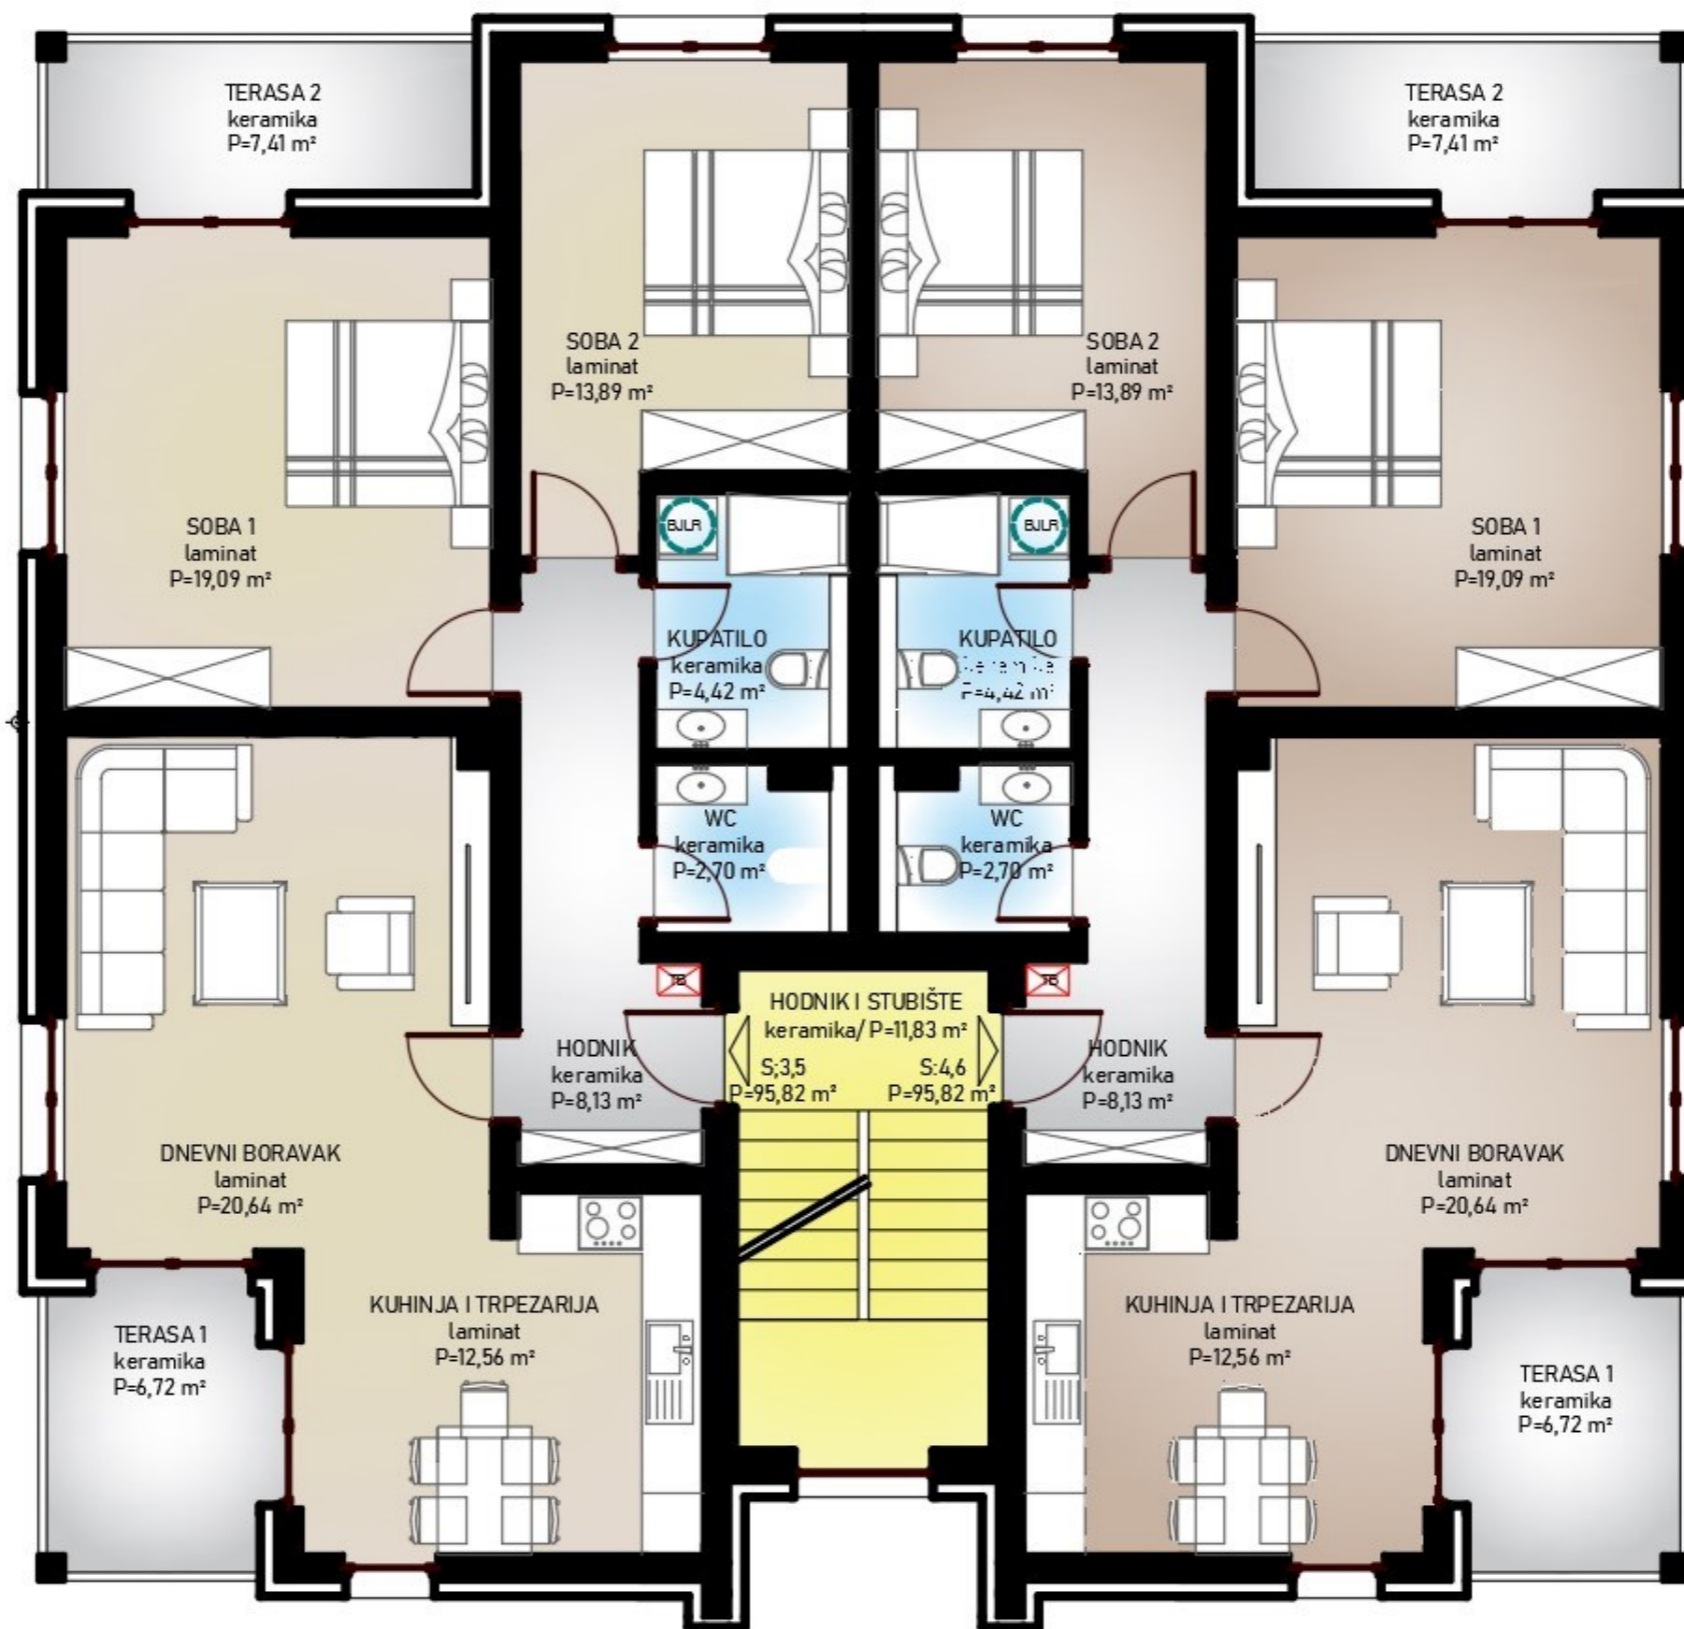 TERASA 2
keramika
P=7,41 m²
TERASA 2
keramika
P=7,41 m²
SOBA 2
laminat
P=13,89 m²
SOBA 2
laminat
P=13,89 m²
SOBA 1
laminat
P=19,09 m²
BJLR
BJLR
SOBA 1
laminat
P=19,09 m²
KUPATILO
keramika
P=4,42 m²
KUPATILO
keramika
P=4,42 m²
WC
keramika
P=2,70 m²
WC
keramika
P=2,70 m²
TB
TB
HODNIK I STUBIŠTE
keramika/ P=11,83 m²
S;3,5
P=95,82 m²
S:4,6
P=95,82 m²
HODNIK
keramika
P=8,13 m²
HODNIK
keramika
P=8,13 m²
DNEVNI BORAVAK
laminat
P=20,64 m²
DNEVNI BORAVAK
laminat
P=20,64 m²
KUHINJA I TRPEZARIJA
laminat
P=12,56 m²
KUHINJA I TRPEZARIJA
laminat
P=12,56 m²
TERASA 1
keramika
P=6,72 m²
TERASA 1
keramika
P=6,72 m²